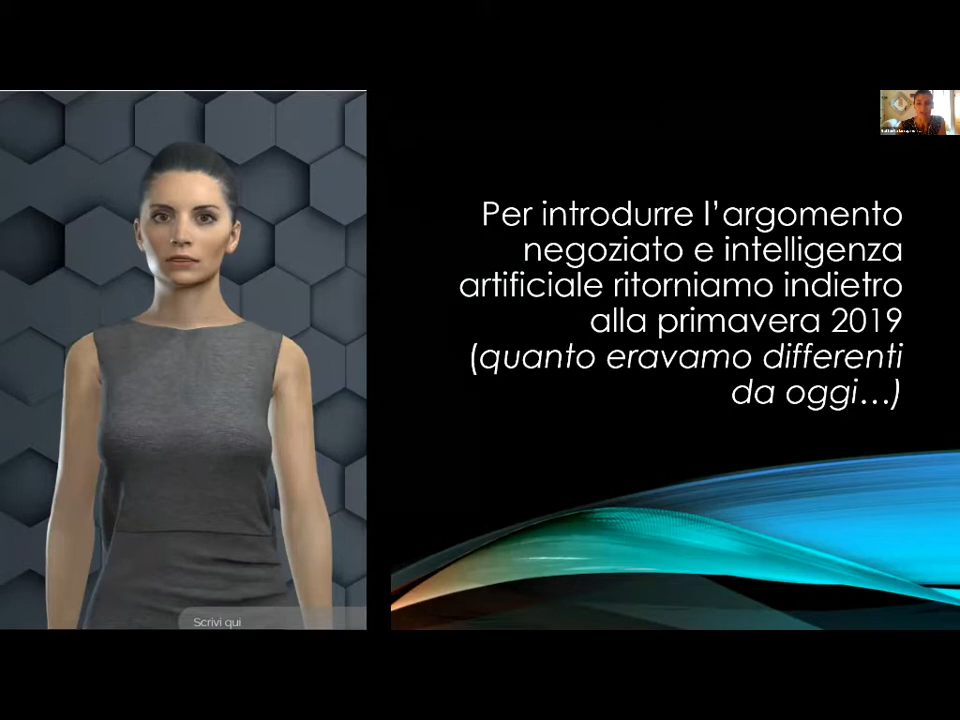 Per introdurre l’argomento
negoziato e intelligenza
artificiale ritorniamo indietro
alla primavera 2019
(quanto eravamo differenti
da oggi…)
Scrivi qui